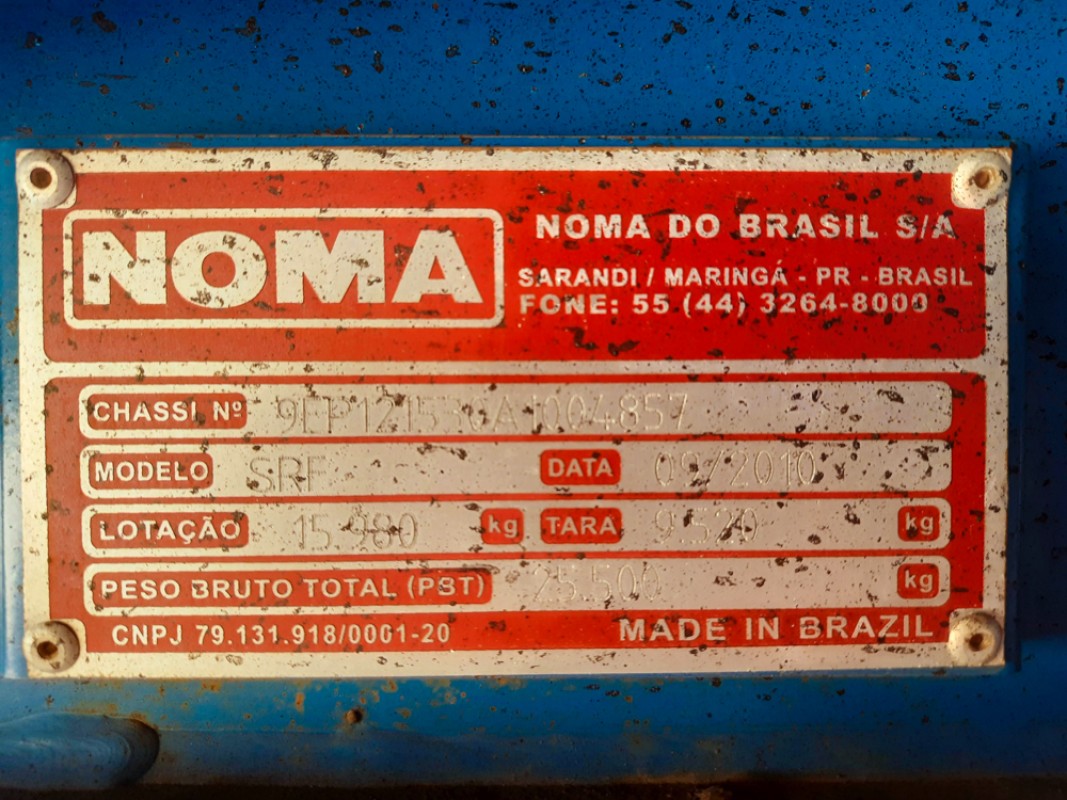 NOMA
NOMA DO BRASIL S/A
SARANDI / MARINGÁ - PR - BRASIL
FONE: 55 (44) 3264-8000
CHASSI Nº
MODELO SRF DATA 09/2010
LOTAÇÃO 15.980 kg TARA 9.520 kg
PESO BRUTO TOTAL (PBT) 25.500 kg
CNPJ 79.131.918/0001-20 MADE IN BRAZIL